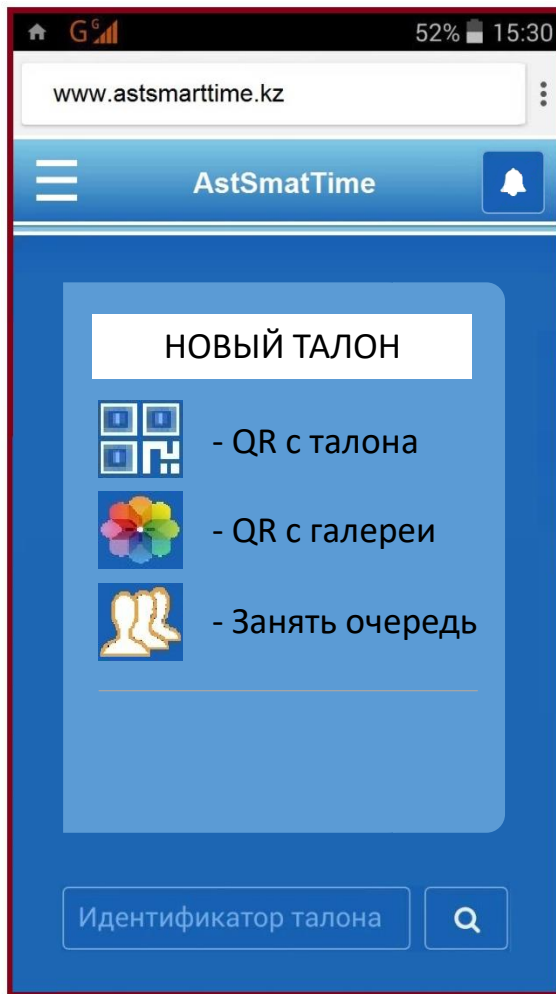 G G 52% 15:30
www.astsmarttime.kz
AstSmatTime
НОВЫЙ ТАЛОН
- QR с талона
- QR с галереи
- Занять очередь
Идентификатор талона